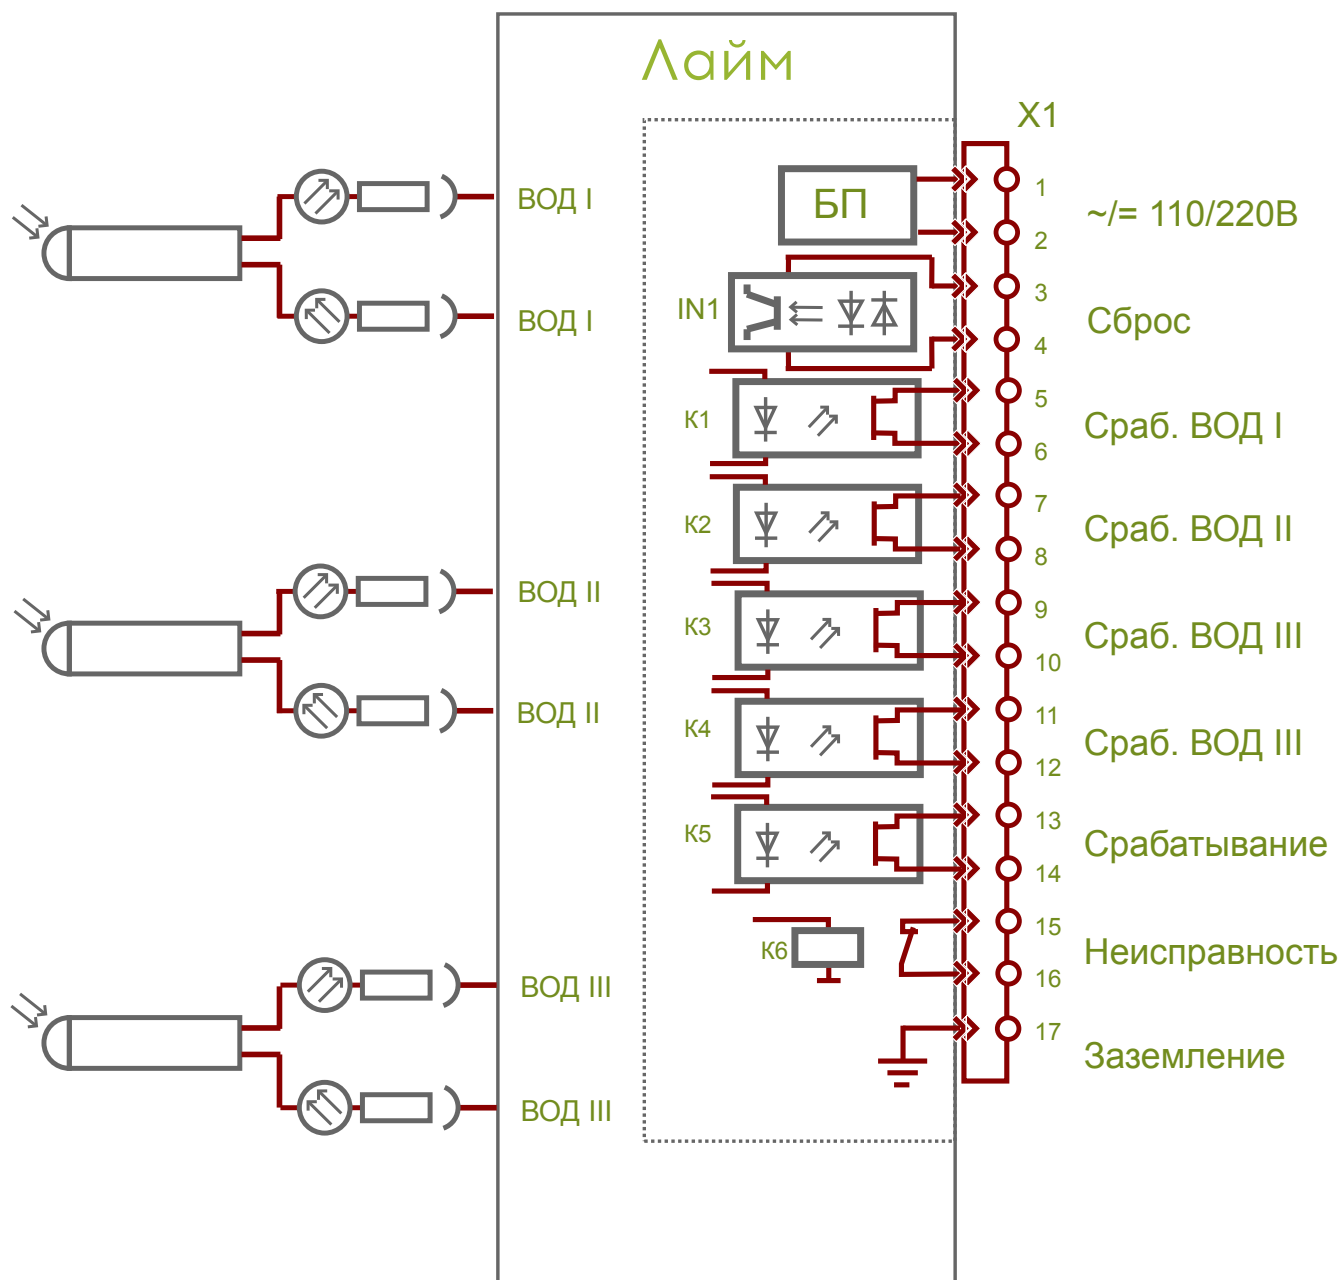 Лайм
X1
ВОД I
ВОД I
ВОД II
ВОД II
ВОД III
ВОД III
БП
IN1
К1
К2
К3
К4
К5
К6
1
2
3
4
5
6
7
8
9
10
11
12
13
14
15
16
17
~/= 110/220В
Сброс
Сраб. ВОД I
Сраб. ВОД II
Сраб. ВОД III
Сраб. ВОД III
Срабатывание
Неисправность
Заземление